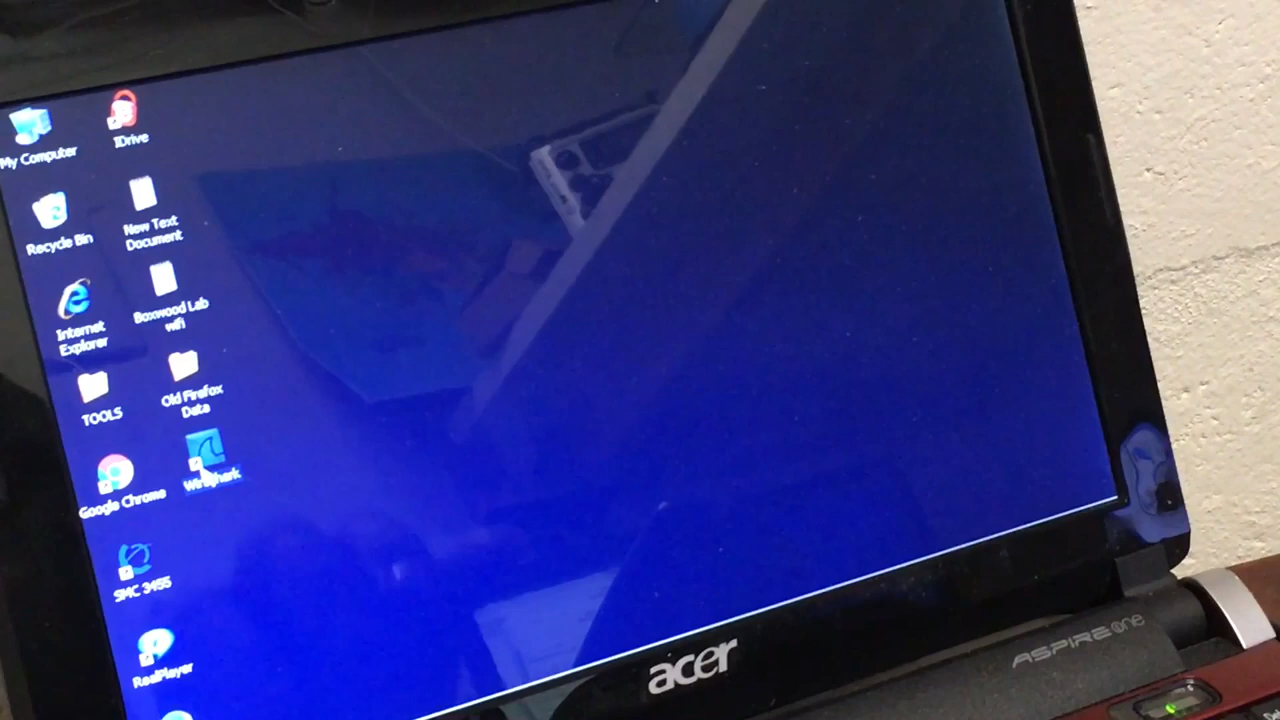 My Computer
IDrive
Recycle Bin
New Text
Document
Internet
Explorer
Boxwood Lab
wifi
TOOLS
Old Firefox
Data
Google Chrome
Wireshark
SMC 3455
RealPlayer
acer
ASPIRE one